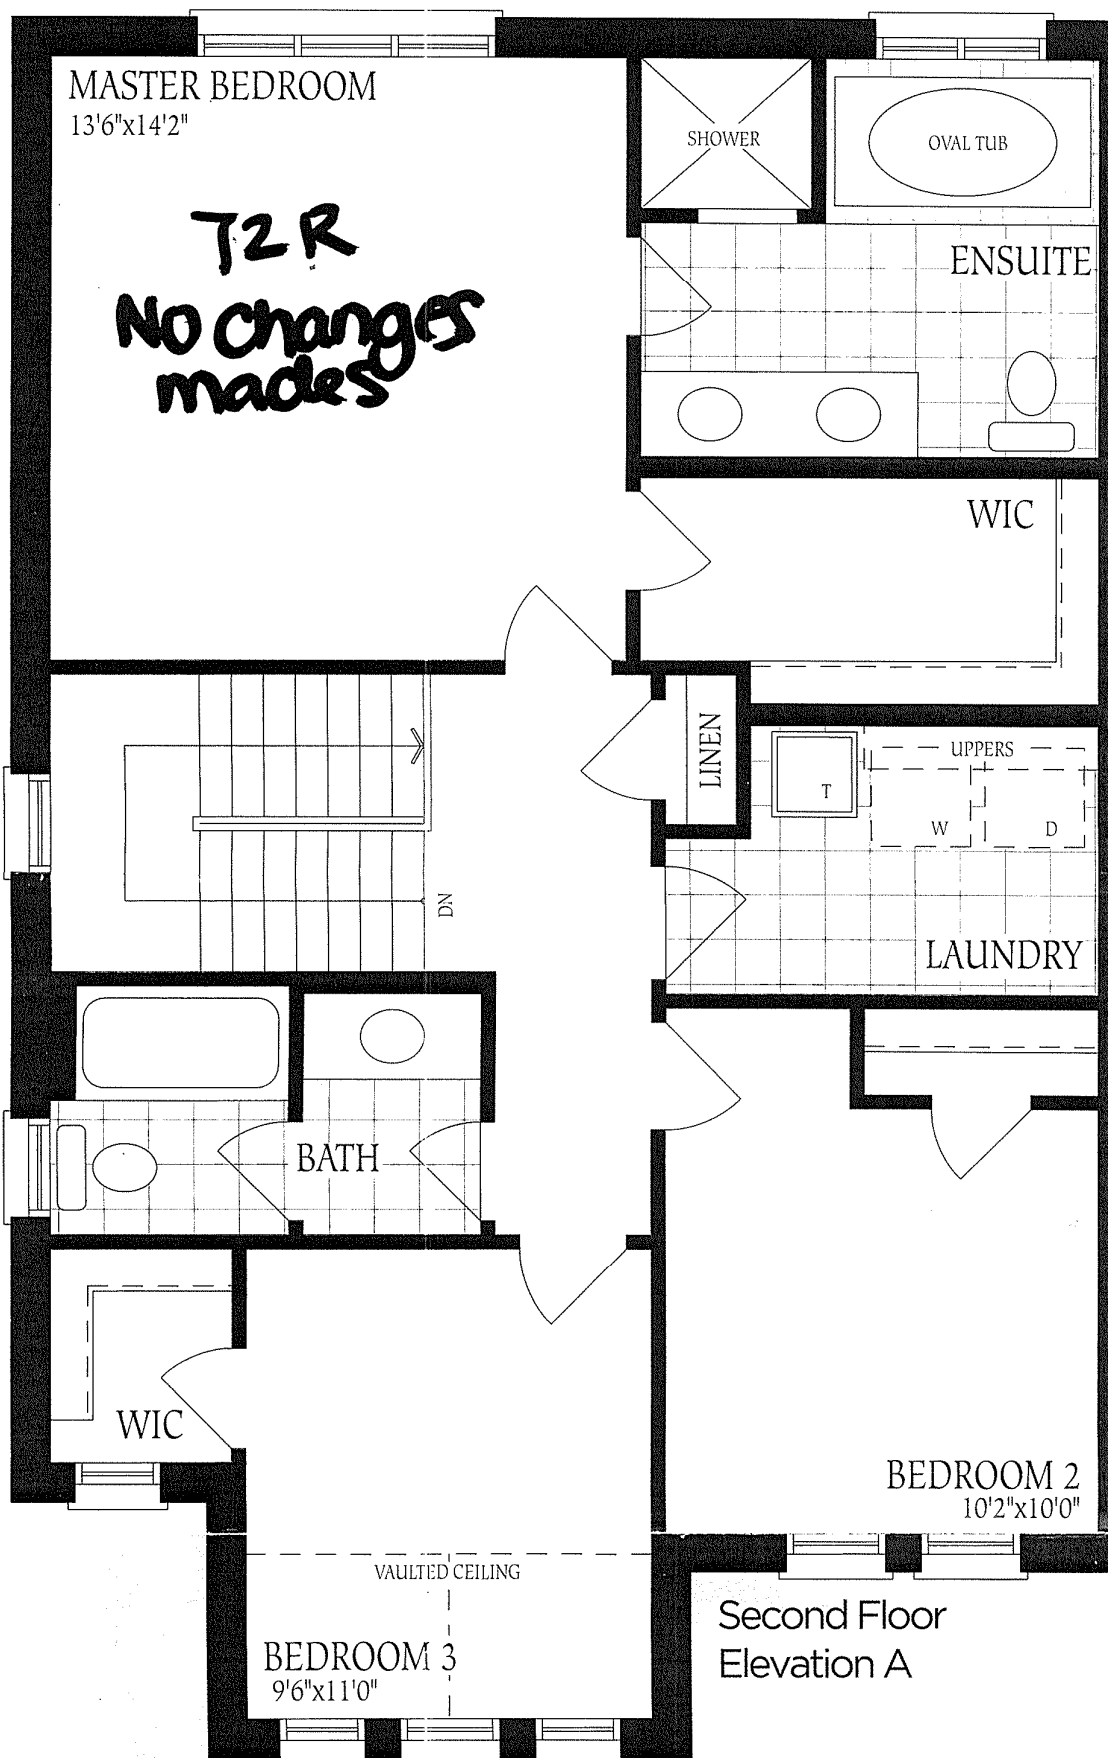 MASTER BEDROOM
13'6"x14'2"
T2R
No changes
mades
SHOWER
OVAL TUB
ENSUITE
WIC
LINEN
UPPERS
T
W
D
LAUNDRY
DN
BATH
WIC
BEDROOM 2
10'2"x10'0"
VAULTED CEILING
BEDROOM 3
9'6"x11'0"
Second Floor
Elevation A